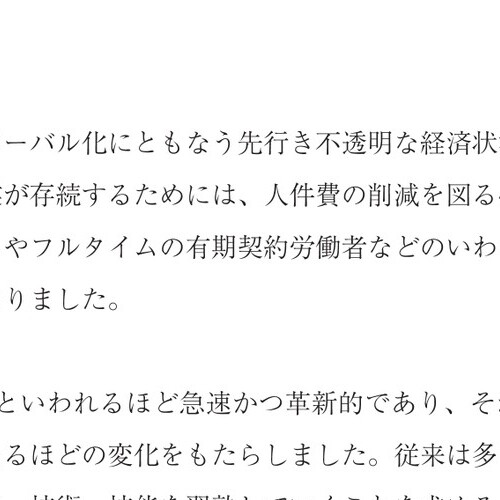 ーバル化にともなう先行き不透明な経済状
が存続するためには、人件費の削減を図る
やフルタイムの有期契約労働者などのいわ
りました。
といわれるほど急速かつ革新的であり、そ
るほどの変化をもたらしました。従来は多